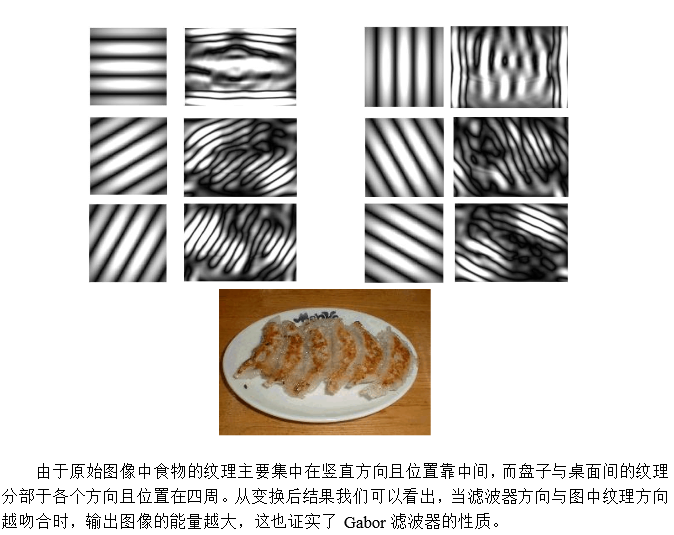 由于原始图像中食物的纹理主要集中在竖直方向且位置靠中间，而盘子与桌面间的纹理
分部于各个方向且位置在四周。从变换后结果我们可以看出，当滤波器方向与图中纹理方向
越吻合时，输出图像的能量越大，这也证实了 Gabor 滤波器的性质。